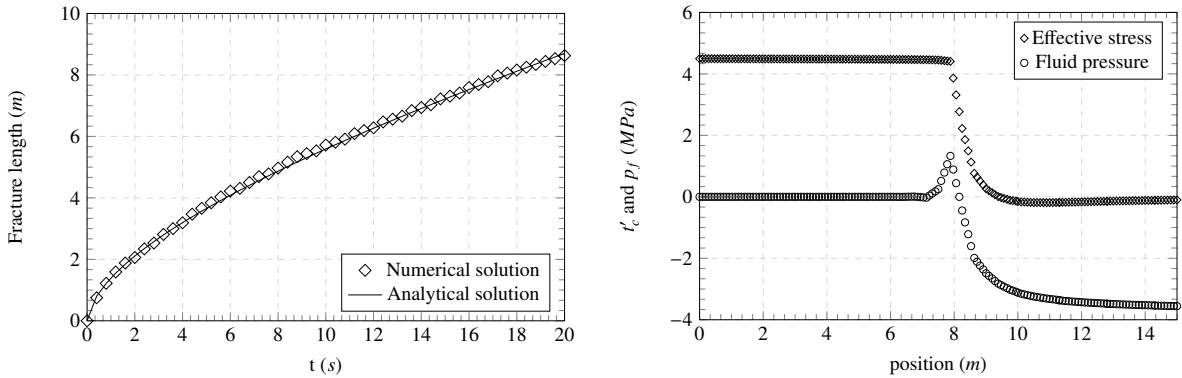 10
8
6
4
2
0
Fracture length (m)
Numerical solution
Analytical solution
0 2 4 6 8 10 12 14 16 18 20
t (s)
6
4
2
0
−2
−4
t′c and pf (MPa)
Effective stress
Fluid pressure
0 2 4 6 8 10 12 14
position (m)